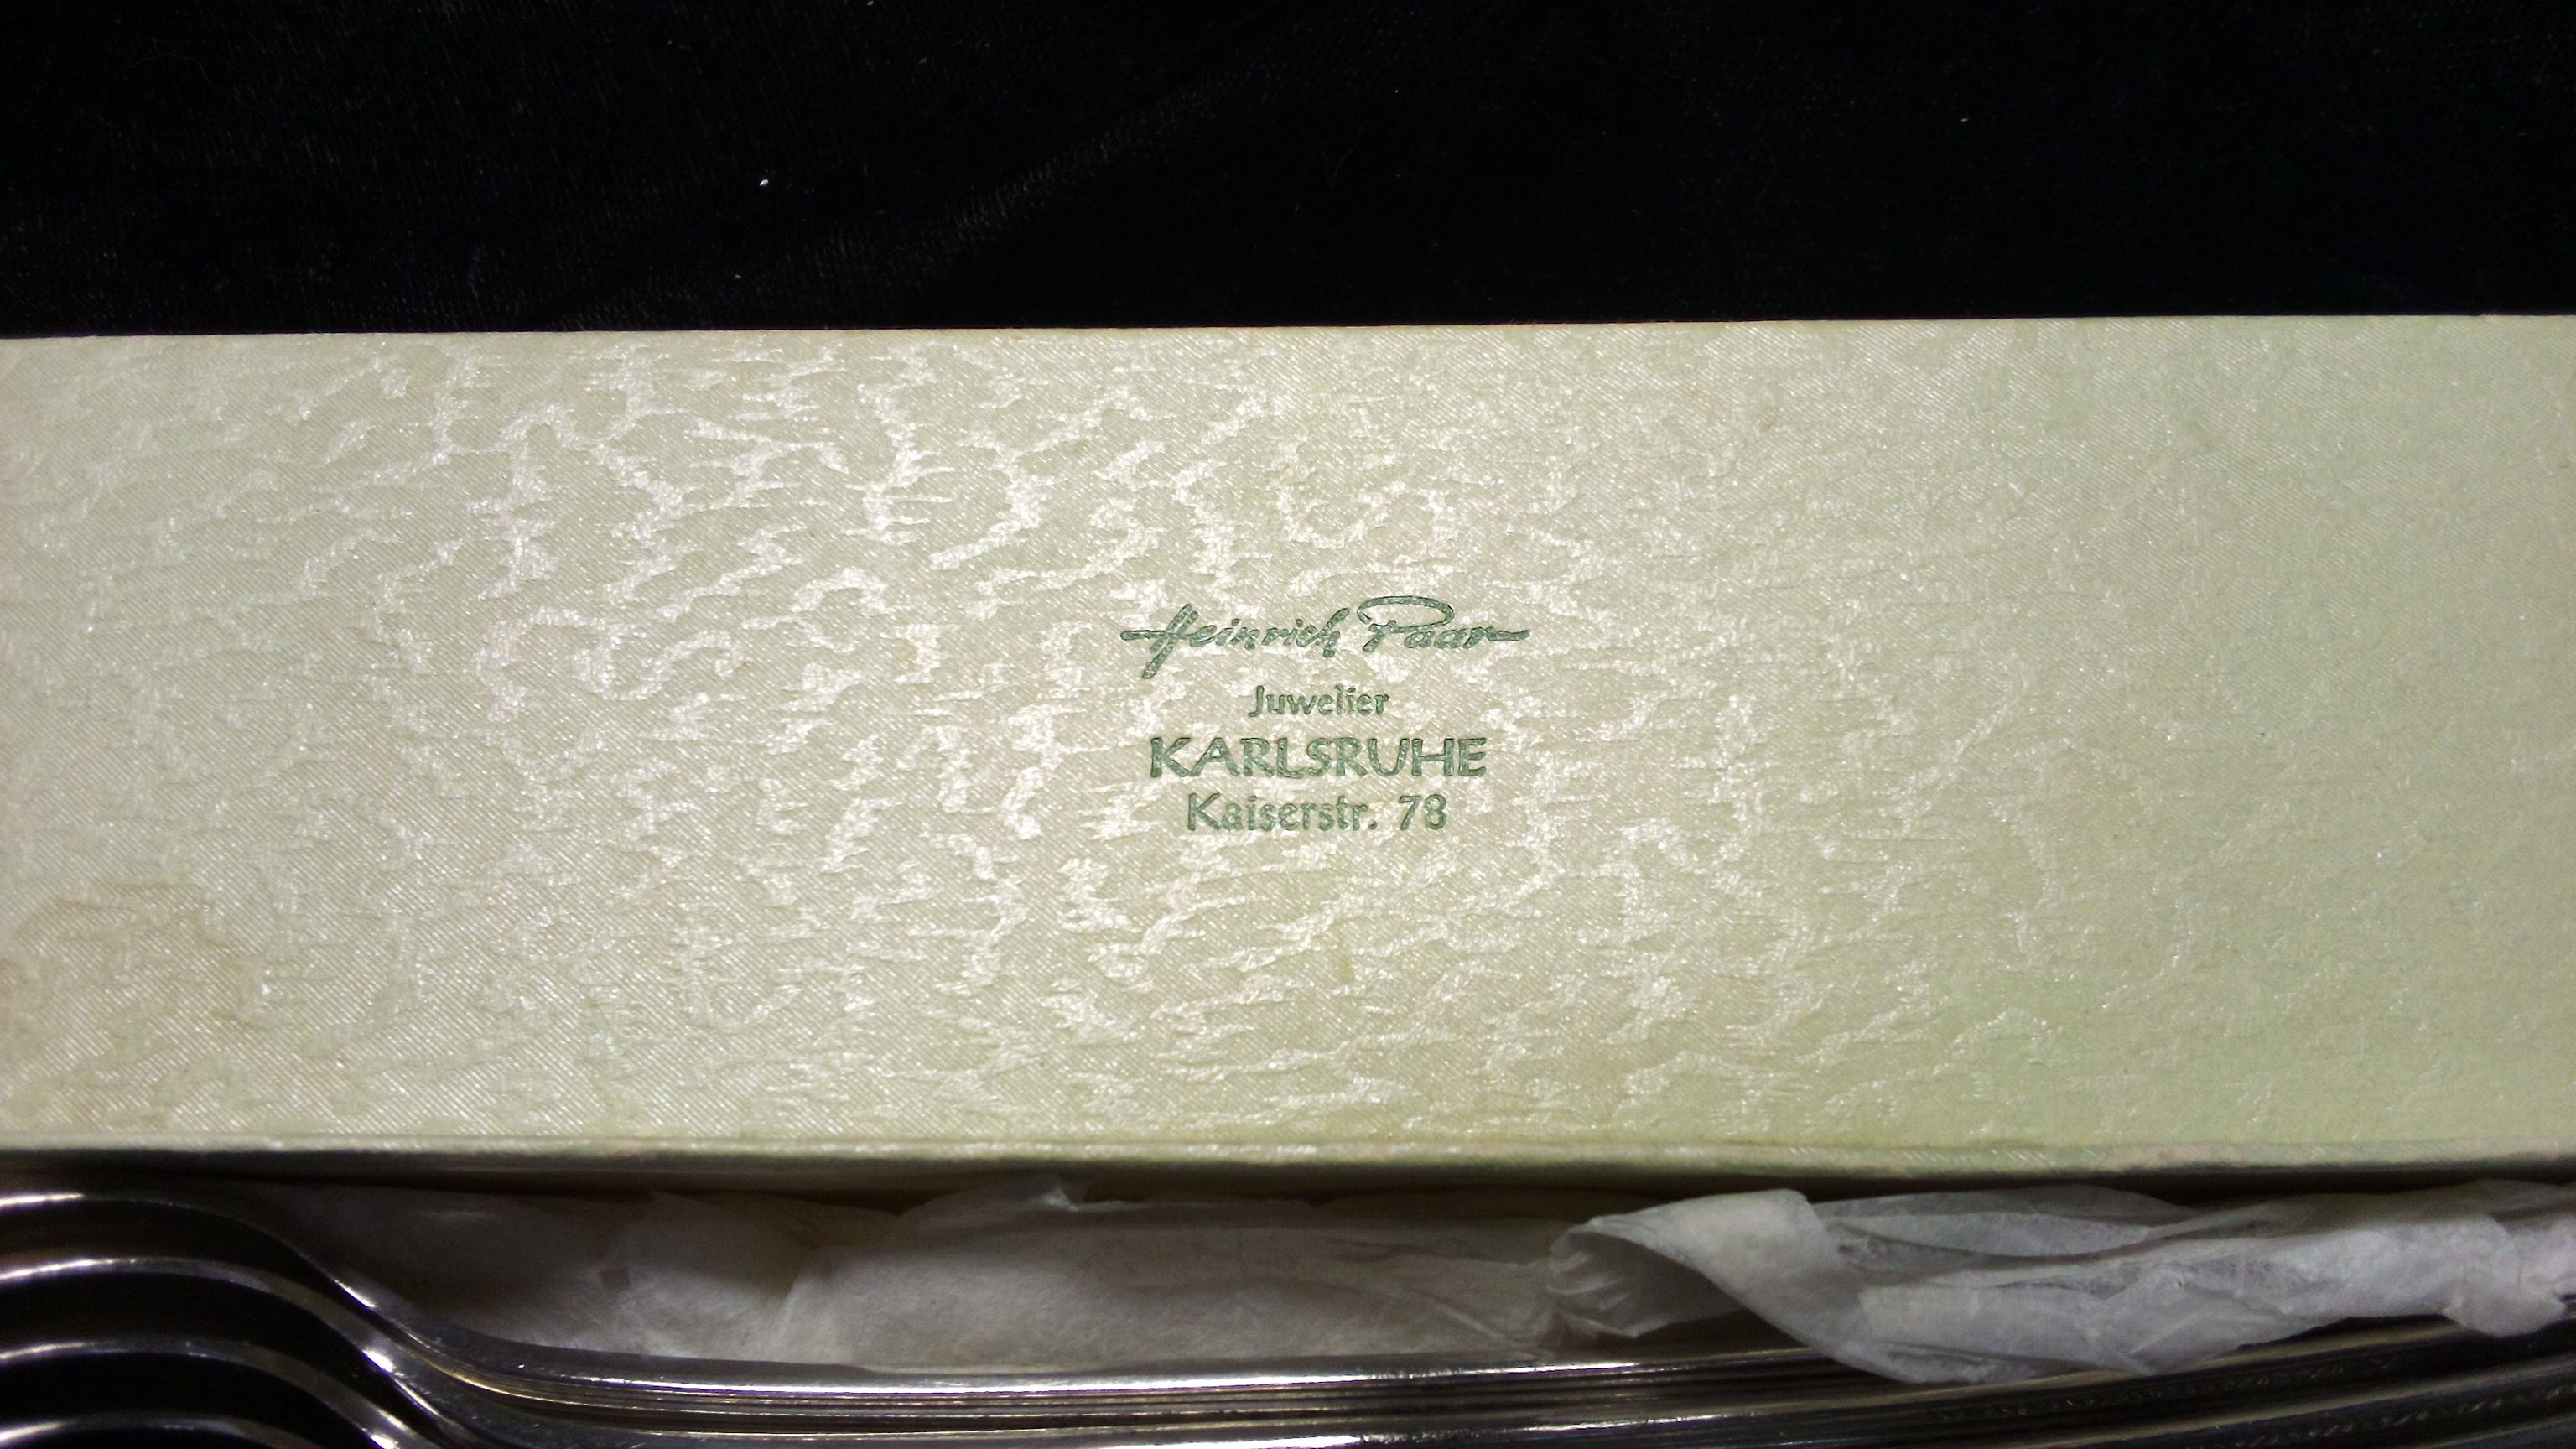 Heinrich Paar
Juwelier
KARLSRUHE
Kaiserstr. 78